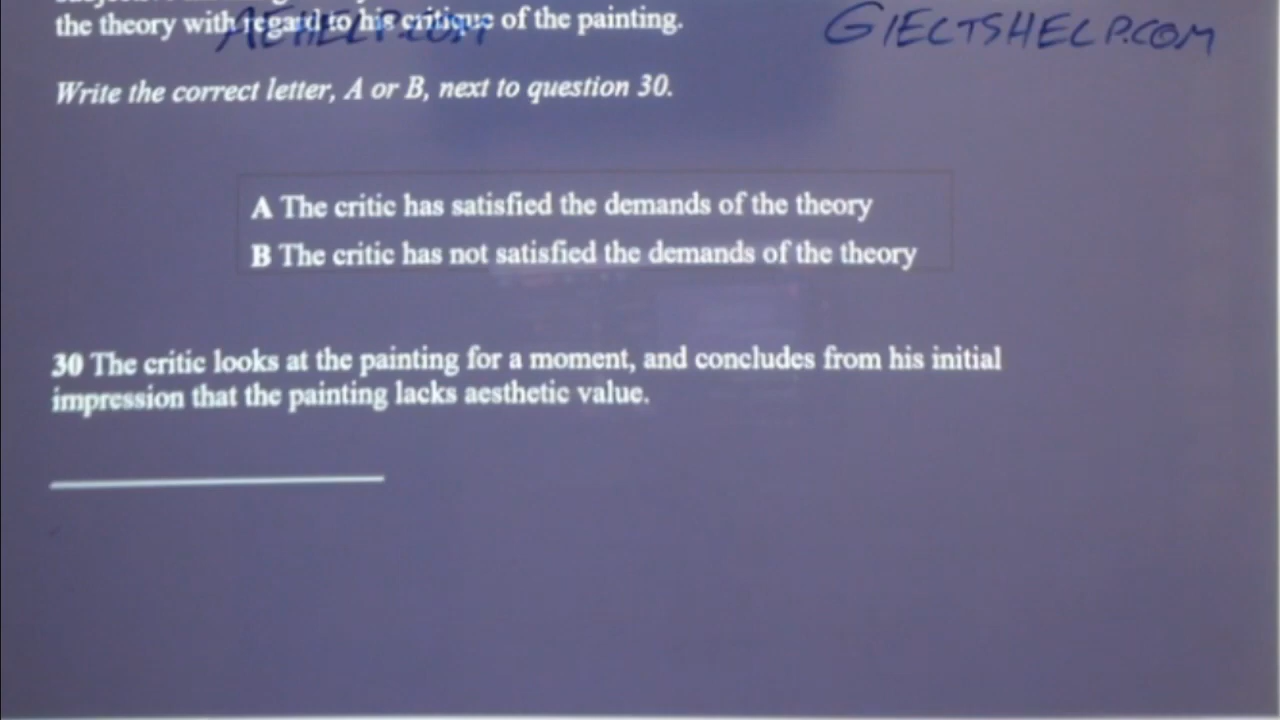 the theory with regard to his critique of the painting.
AEHELP.COM
GIELTSHELP.COM
Write the correct letter, A or B, next to question 30.
A The critic has satisfied the demands of the theory
B The critic has not satisfied the demands of the theory
30 The critic looks at the painting for a moment, and concludes from his initial
impression that the painting lacks aesthetic value.